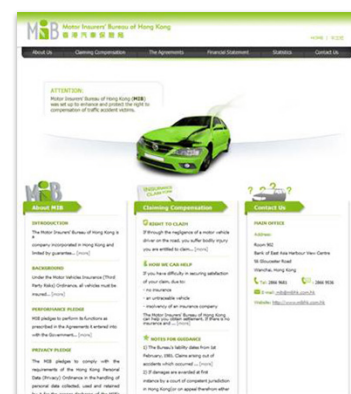 MIB Motor Insurers' Bureau of Hong Kong
香港汽車保險局
HOME
About Us Claiming Compensation The Agreements Financial Statement Statistics Contact Us
ATTENTION:
Motor Insurers' Bureau of Hong Kong (MIB)
was set up to enhance and protect the right to
compensation of traffic accident victims.
MIB
About MIB
INTRODUCTION
The Motor Insurers' Bureau of Hong Kong is
a
company incorporated in Hong Kong and
limited by guarantee... [more]
BACKGROUND
Under the Motor Vehicles Insurance (Third
Party Risks) Ordinance, all vehicles must be
insured... [more]
PERFORMANCE PLEDGE
MIB pledges to perform its functions as
prescribed in the Agreements it entered into
with the Government... [more]
PRIVACY PLEDGE
The MIB pledges to comply with the
requirements of the Hong Kong Personal
Data (Privacy) Ordinance in the handling of
personal data collected, used and retained
INSURANCE
CLAIM FORM
Claiming Compensation
RIGHT TO CLAIM
If through the negligence of a motor vehicle
driver on the road, you suffer bodily injury
you are entitled to claim... [more]
HOW WE CAN HELP
If you have difficulty in securing satisfaction
of your claim, due to:
- no insurance
- an untraceable vehicle
- insolvency of an insurance company
The Motor Insurers' Bureau of Hong Kong
can help you obtain settlement. If there is no
insurance and ... [more]
NOTES FOR GUIDANCE
1) The Bureau's liability dates from 1st
February, 1981. Claims arising out of
accidents which occurred ... [more]
2) If damages are awarded at first
instance by a court of competent jurisdiction
in Hong Kong(or on appeal therefrom either
? ? ? ?
Contact Us
MAIN OFFICE
Address:
Room 902
Bank of East Asia Harbour View Centre
56 Gloucester Road
Wanchai, Hong Kong
Tel:
E-mail:
Website: